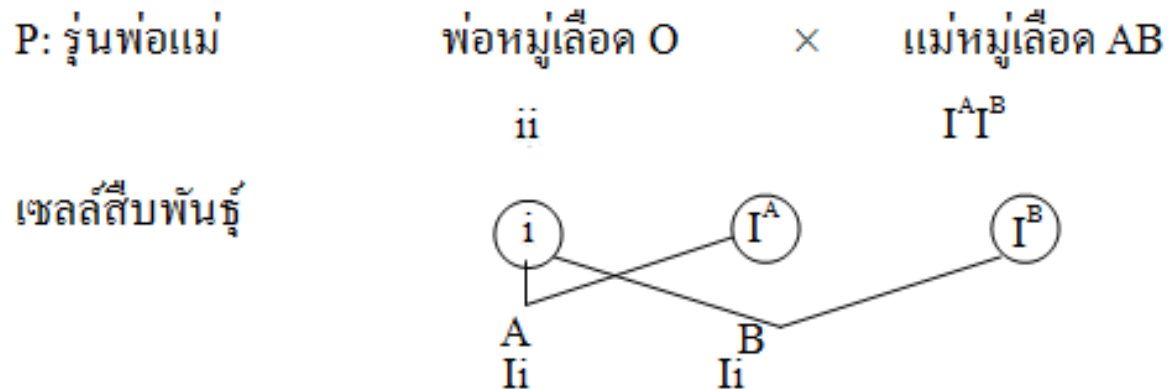 P: รุ่นพ่อแม่ พ่อหมู่เลือด O × แม่หมู่เลือด AB
ii IᴬIᴮ
เซลล์สืบพันธุ์ i Iᴬ Iᴮ
A B
Ii Ii